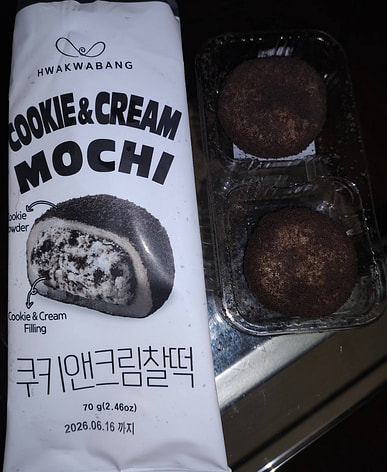 HWAKWABANG
COOKIE&CREAM
MOCHI
Cookie
Powder
Cookie & Cream
Filling
쿠키앤크림찰떡
70 g(2.46oz)
2026.06.16 까지